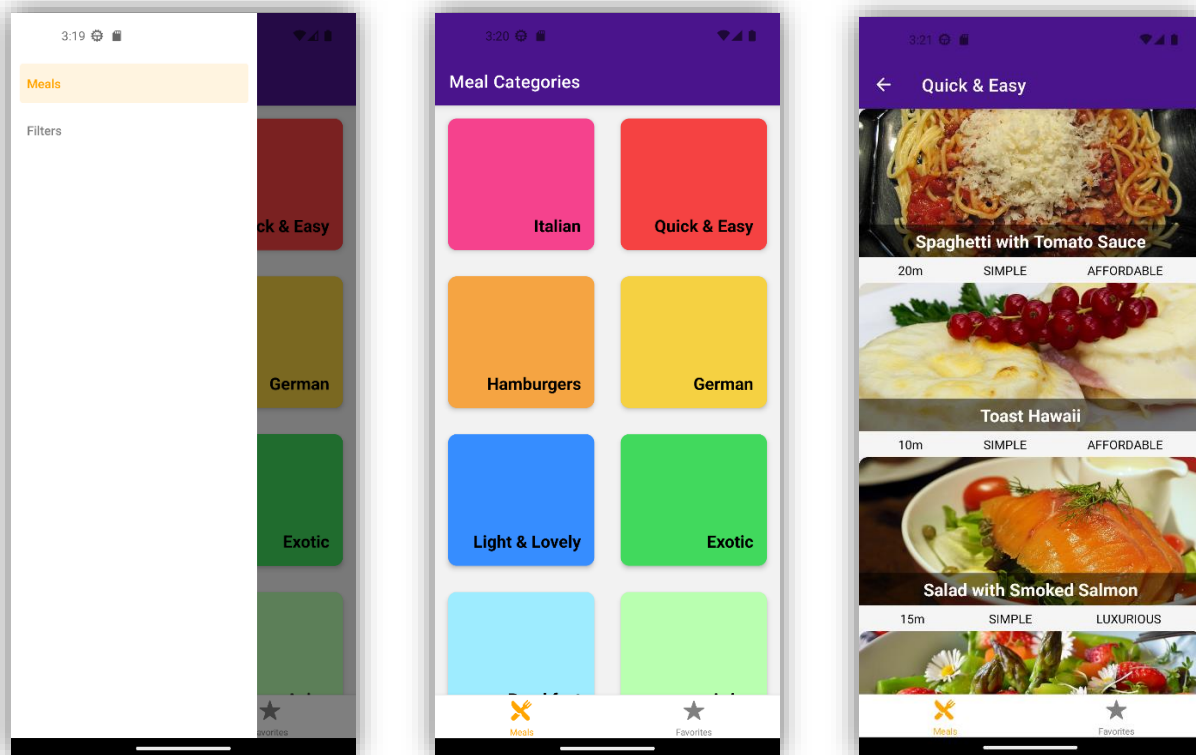 3:19
Meals
Filters
ck & Easy
German
Exotic
avorites
3:20
Meal Categories
Italian
Quick & Easy
Hamburgers
German
Light & Lovely
Exotic
Meals
Favorites
3:21
Quick & Easy
Spaghetti with Tomato Sauce
20m SIMPLE AFFORDABLE
Toast Hawaii
10m SIMPLE AFFORDABLE
Salad with Smoked Salmon
15m SIMPLE LUXURIOUS
Meals
Favorites